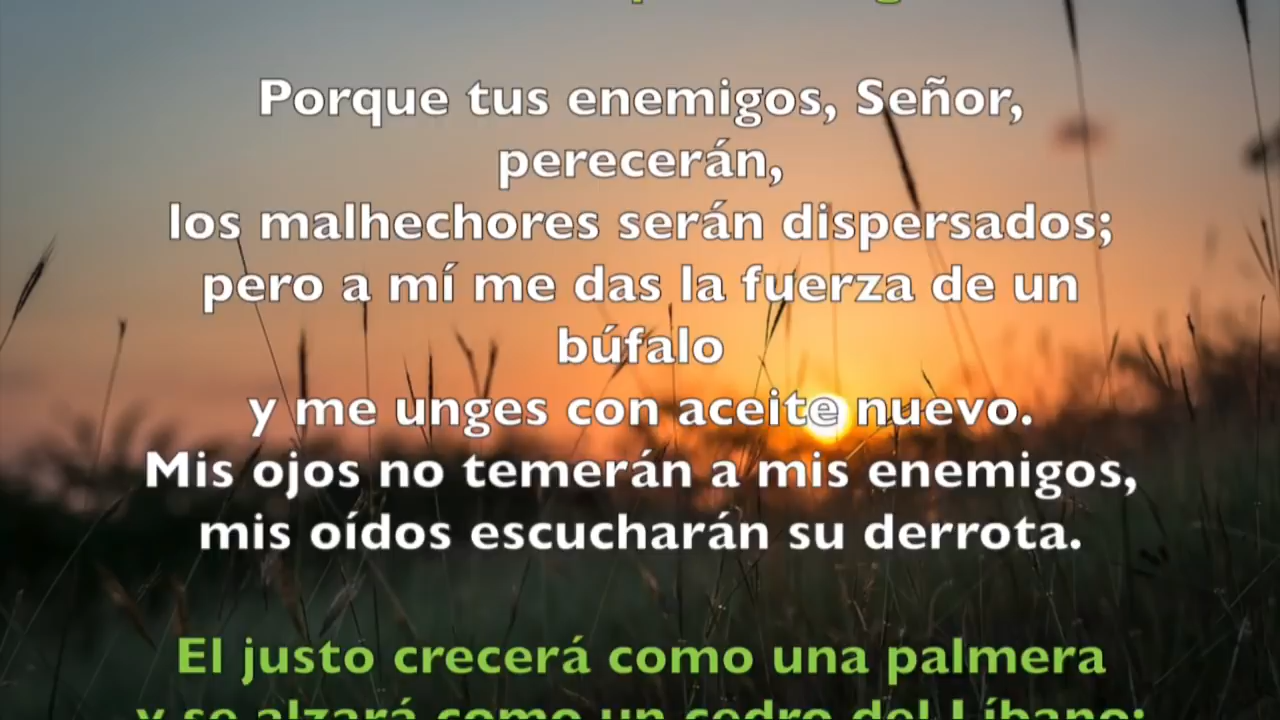 Porque tus enemigos, Señor,
perecerán,
los malhechores serán dispersados;
pero a mí me das la fuerza de un
búfalo
y me unges con aceite nuevo.
Mis ojos no temerán a mis enemigos,
mis oídos escucharán su derrota.
El justo crecerá como una palmera
y se alzará como un cedro del Líbano: